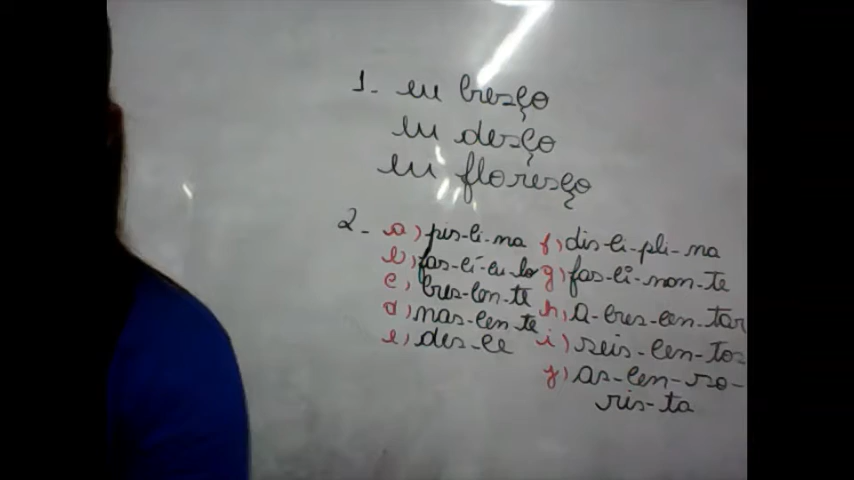 1- eu cresço
eu desço
eu floresço
2- a) pis-ci-na f) dis-ci-pli-na
b) fas-cí-cu-lo g) fas-ci-nan-te
c) cres-cen-te
d) nas-cen-te h) a-cres-cen-tar
e) des-ce i) seis-cen-tos
j) as-cen-so-
ris-ta